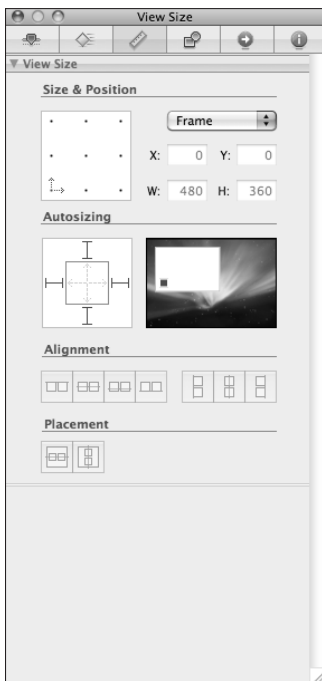 View Size
View Size
Size & Position
Frame
X: 0 Y: 0
W: 480 H: 360
Autosizing
Alignment
Placement